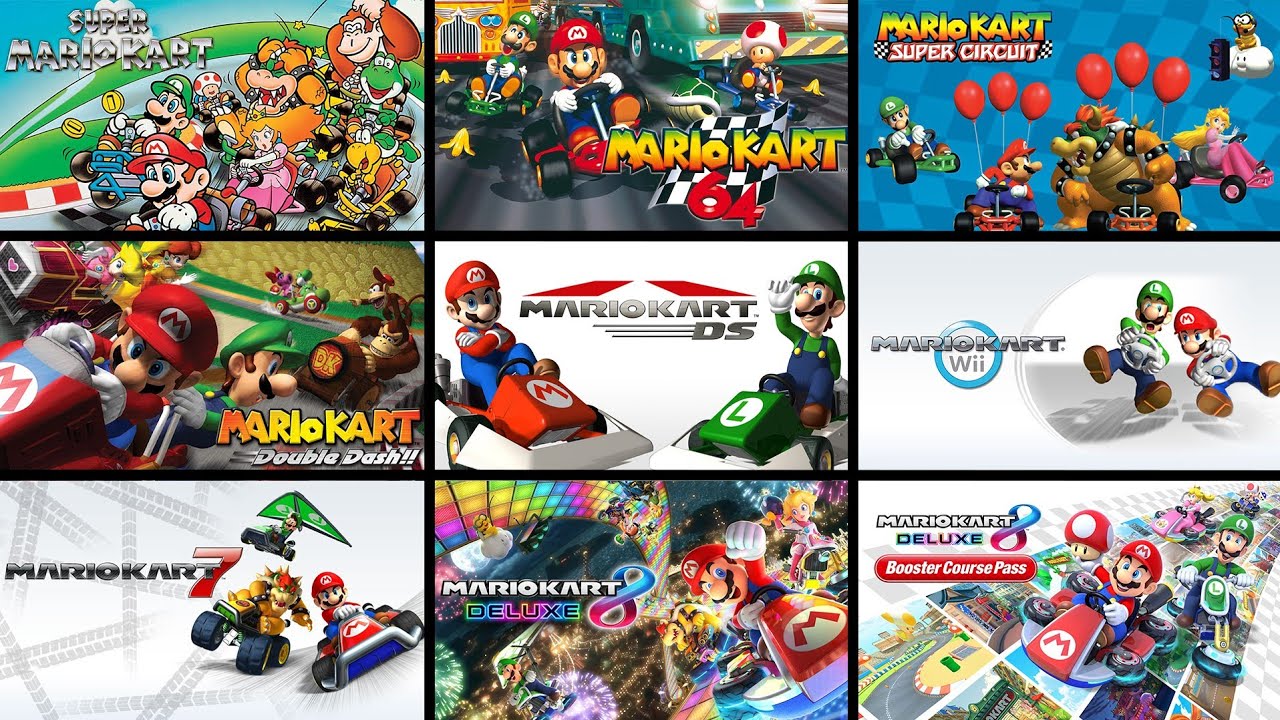 SUPER
MARIO KART
MARIO KART
64
MARIO KART
SUPER CIRCUIT
MARIO KART
Double Dash!!
DK
MARIO KART
DS
M
L
MARIO KART
Wii
MARIO KART 7
MARIO KART 8
DELUXE
MARIO KART 8
DELUXE
Booster Course Pass